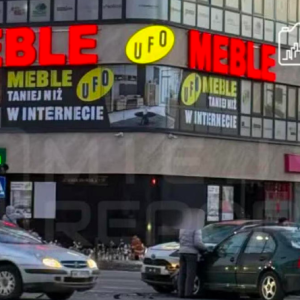 MEBLE
UFO
MEBLE
MEBLE
TANIEJ NIŻ
W INTERNECIE
UFO
UFO
MEBLE
TANIEJ NIŻ
W INTERNECIE